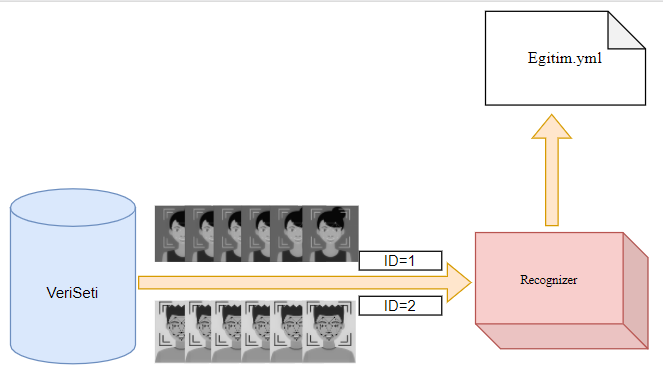 Egitim.yml
VeriSeti
ID=1
ID=2
Recognizer